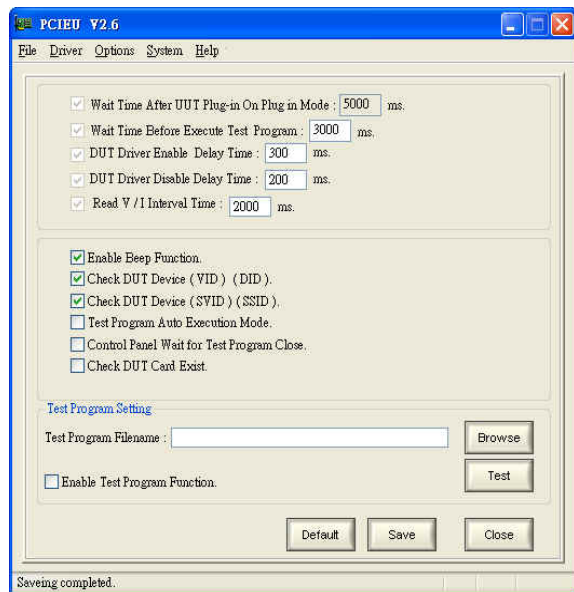 PCIEU V2.6
File Driver Options System Help
Wait Time After UUT Plug-in On Plug in Mode : 5000 ms.
Wait Time Before Execute Test Program : 3000 ms.
DUT Driver Enable Delay Time : 300 ms.
DUT Driver Disable Delay Time : 200 ms.
Read V / I Interval Time : 2000 ms.
Enable Beep Function.
Check DUT Device ( VID ) ( DID ).
Check DUT Device ( SVID ) ( SSID ).
Test Program Auto Execution Mode.
Control Panel Wait for Test Program Close.
Check DUT Card Exist.
Test Program Setting
Test Program Filename : Browse
Enable Test Program Function. Test
Default Save Close
Saveing completed.